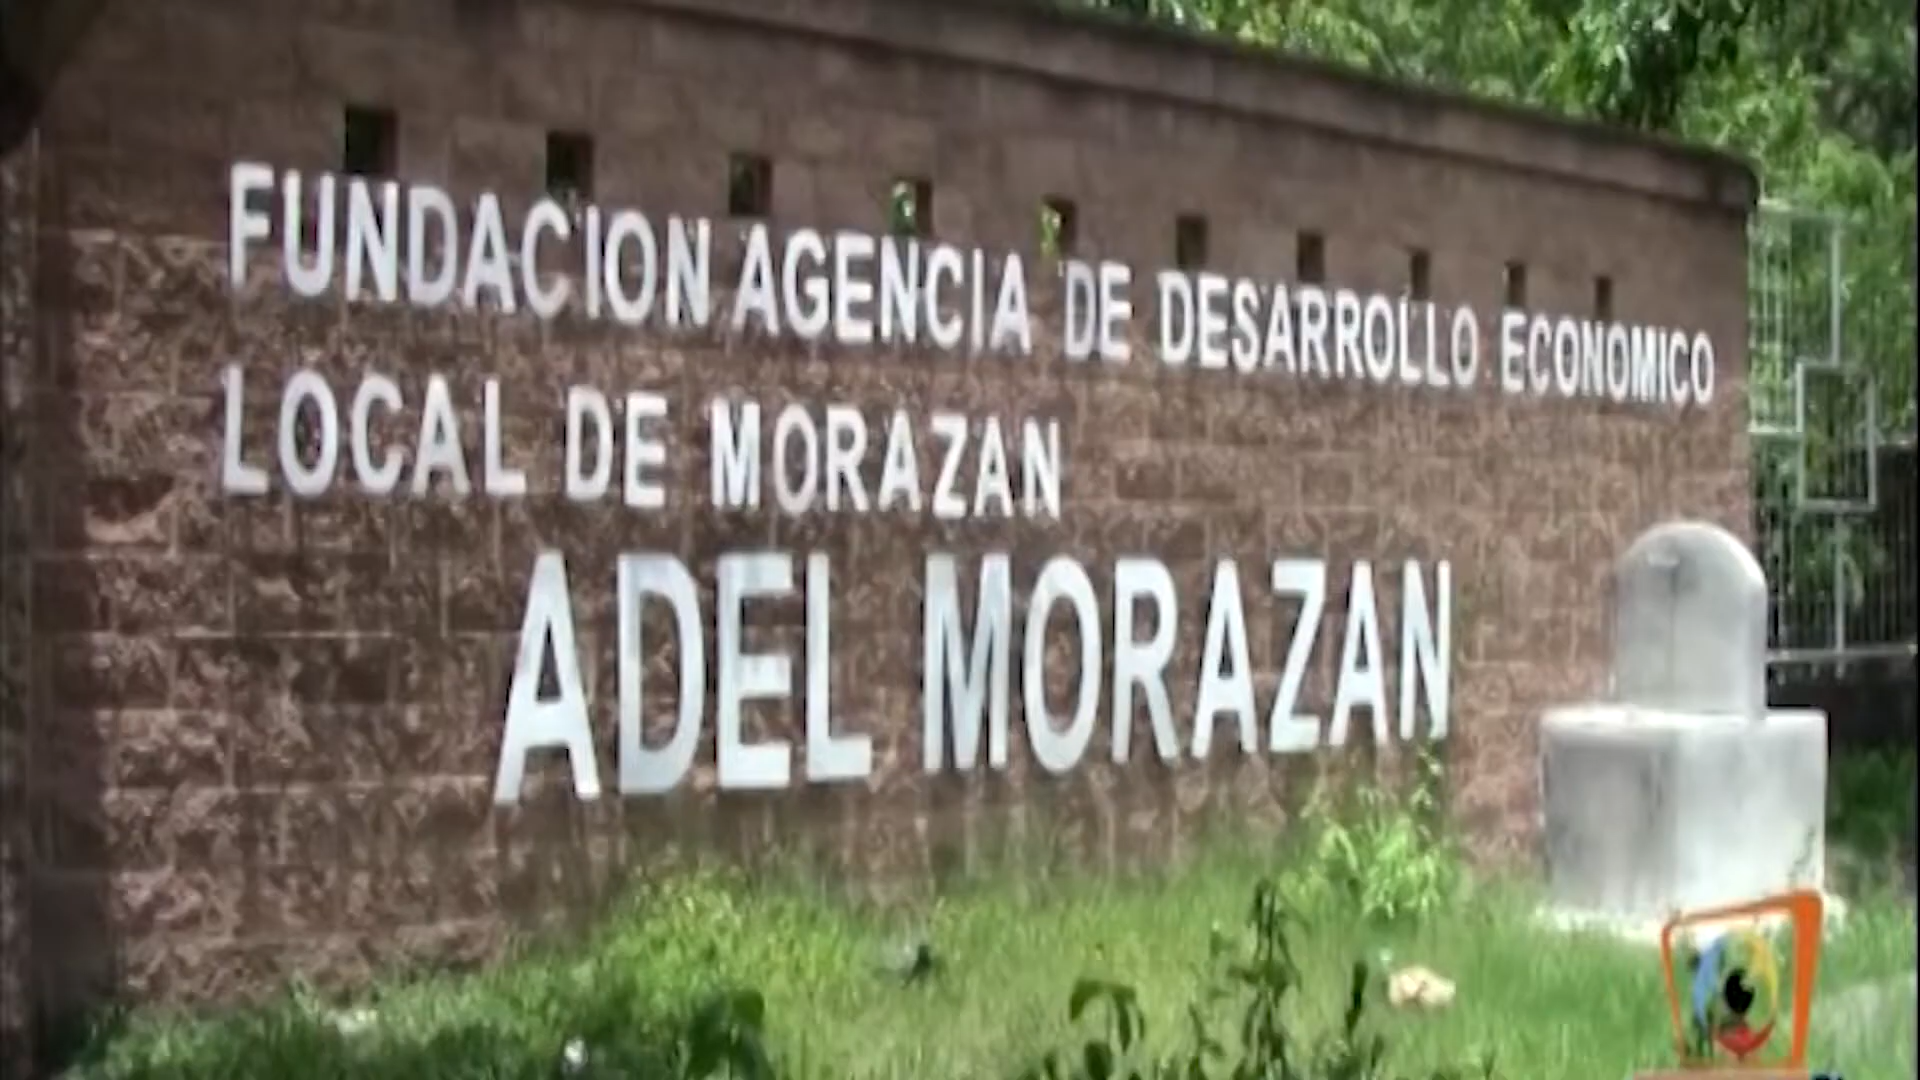 FUNDACION AGENCIA DE DESARROLLO ECONOMICO
LOCAL DE MORAZAN
ADEL MORAZAN